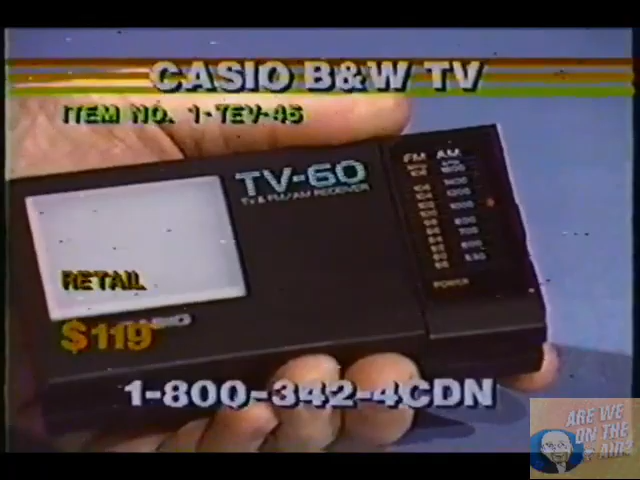 CASIO B&W TV
ITEM NO. 1-TEV-45
TV-60
TV & FM/AM RECEIVER
FM AM
POWER
RETAIL
$119
1-800-342-4CDN
ARE WE
ON THE
AIR?